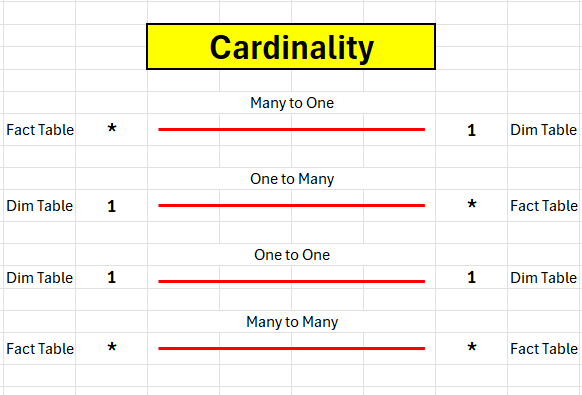 Cardinality
Many to One
Fact Table * 1 Dim Table
One to Many
Dim Table 1 * Fact Table
One to One
Dim Table 1 1 Dim Table
Many to Many
Fact Table * * Fact Table